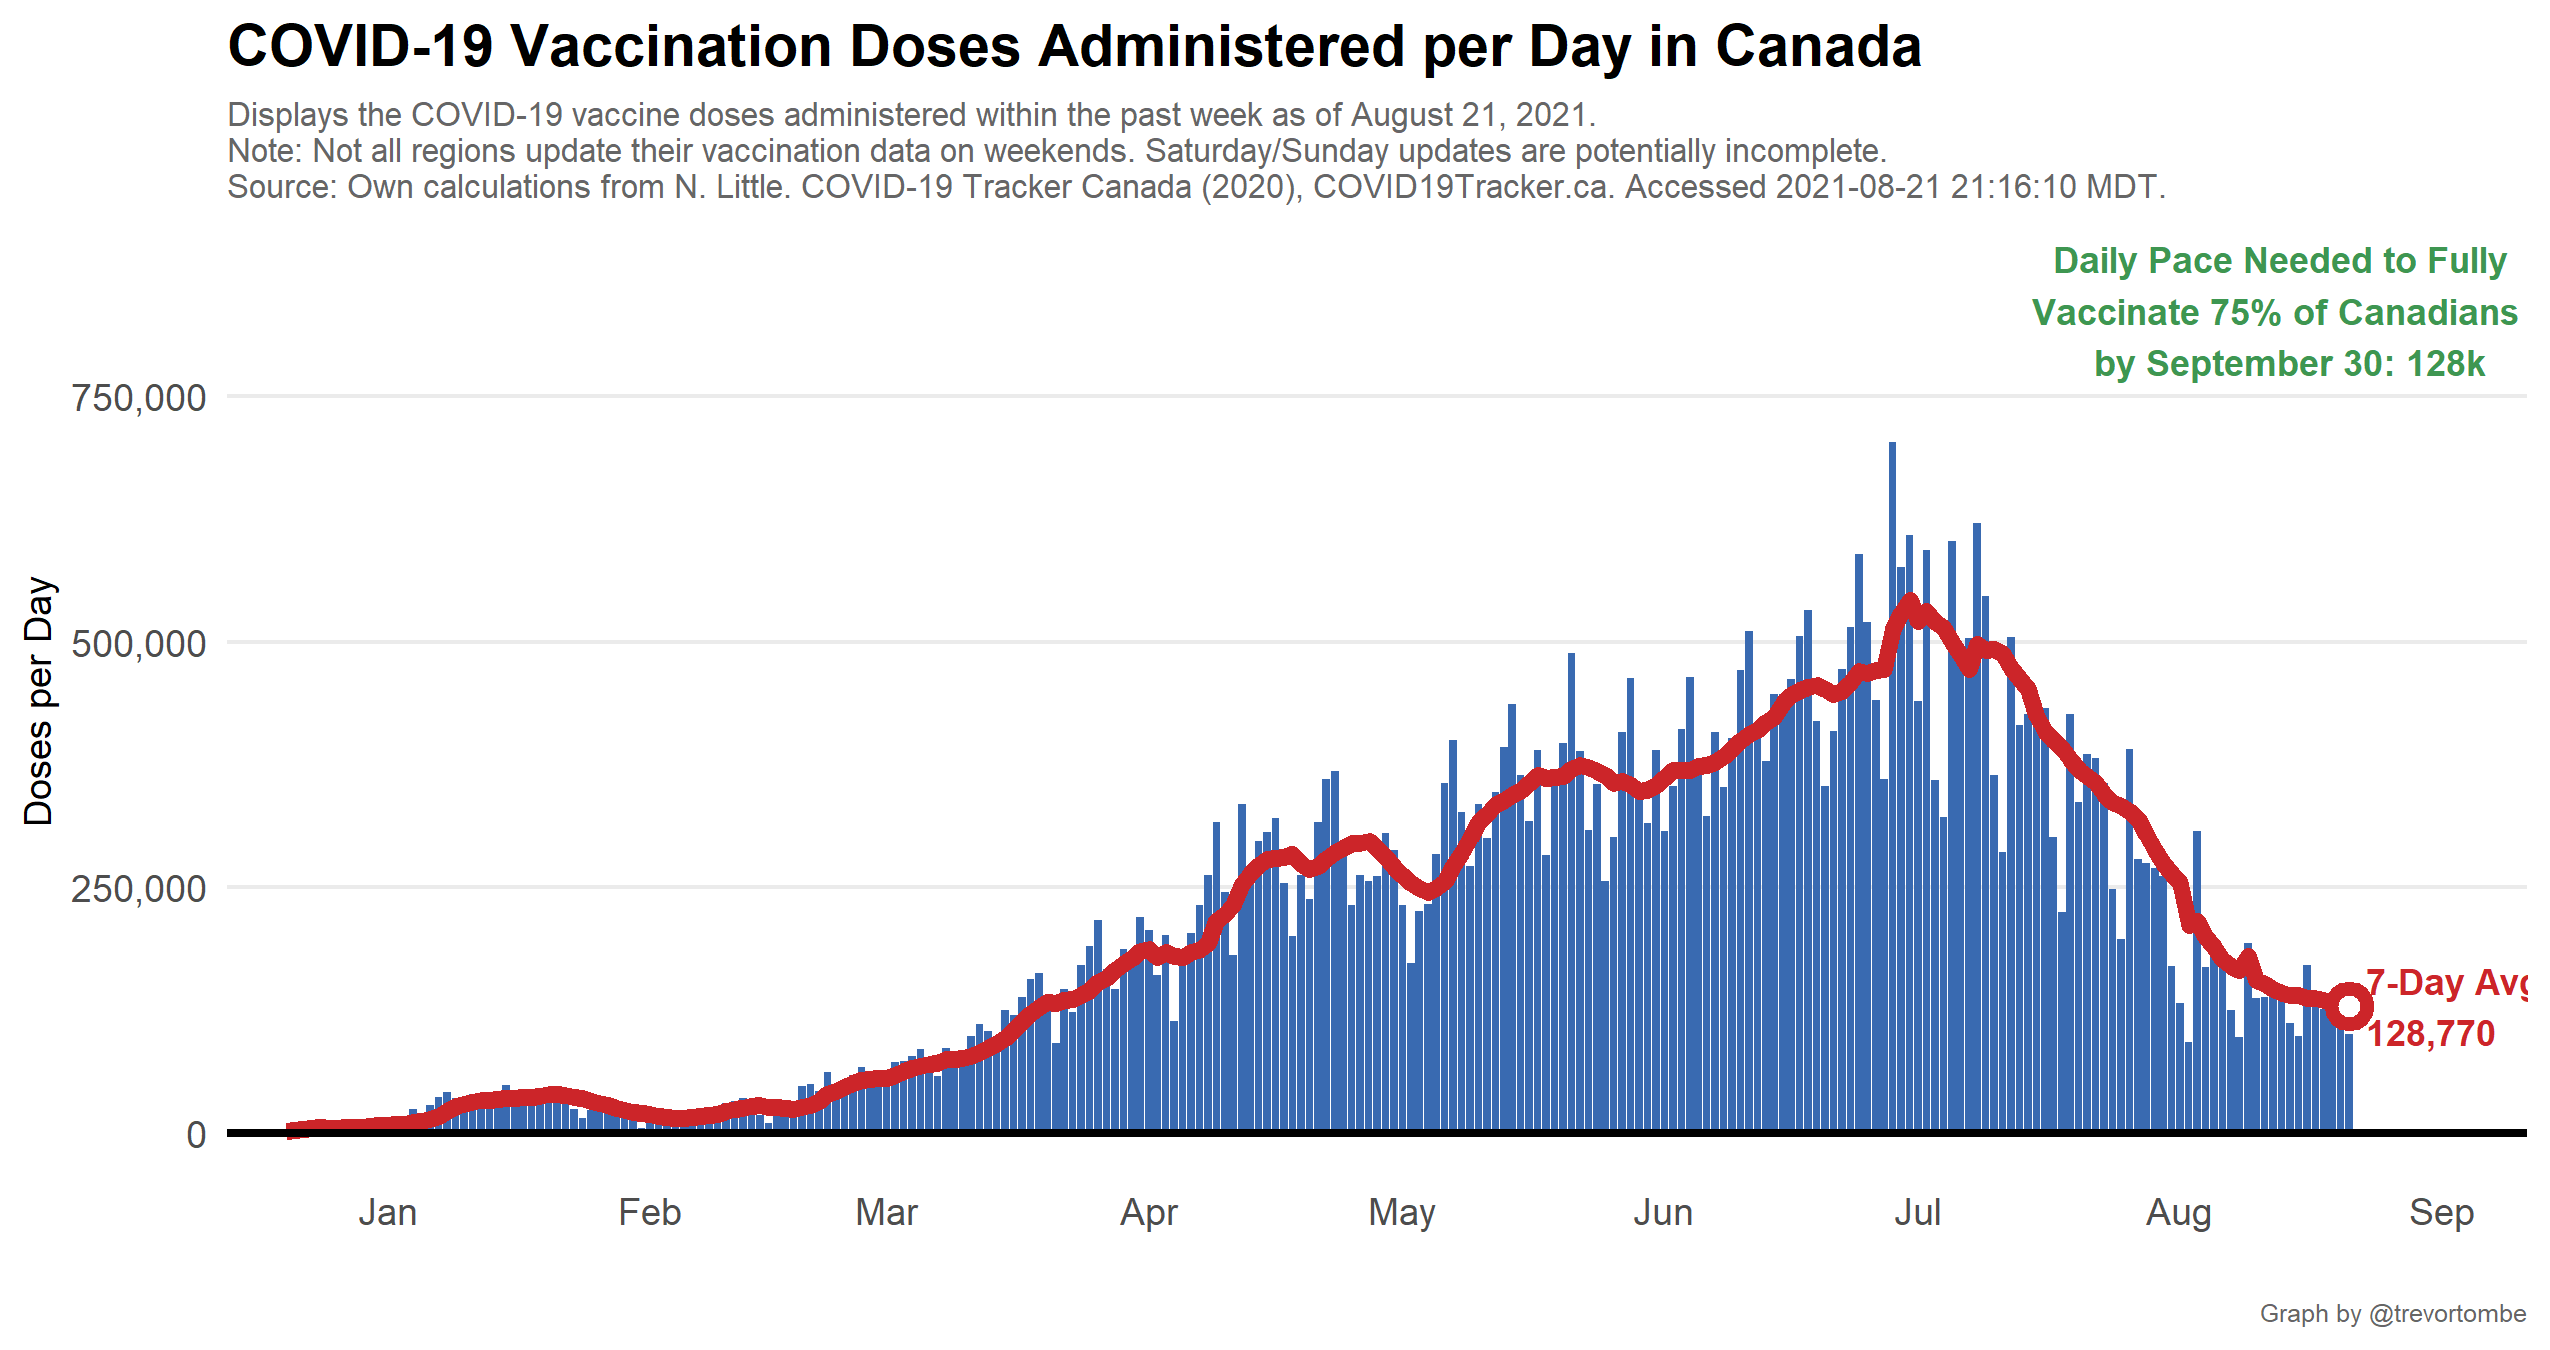 COVID-19 Vaccination Doses Administered per Day in Canada
Displays the COVID-19 vaccine doses administered within the past week as of August 21, 2021.
Note: Not all regions update their vaccination data on weekends. Saturday/Sunday updates are potentially incomplete.
Source: Own calculations from N. Little. COVID-19 Tracker Canada (2020), COVID19Tracker.ca. Accessed 2021-08-21 21:16:10 MDT.
Daily Pace Needed to Fully
Vaccinate 75% of Canadians
by September 30: 128k
750,000
500,000
250,000
0
Doses per Day
7-Day Avg
128,770
Jan Feb Mar Apr May Jun Jul Aug Sep
Graph by @trevortombe